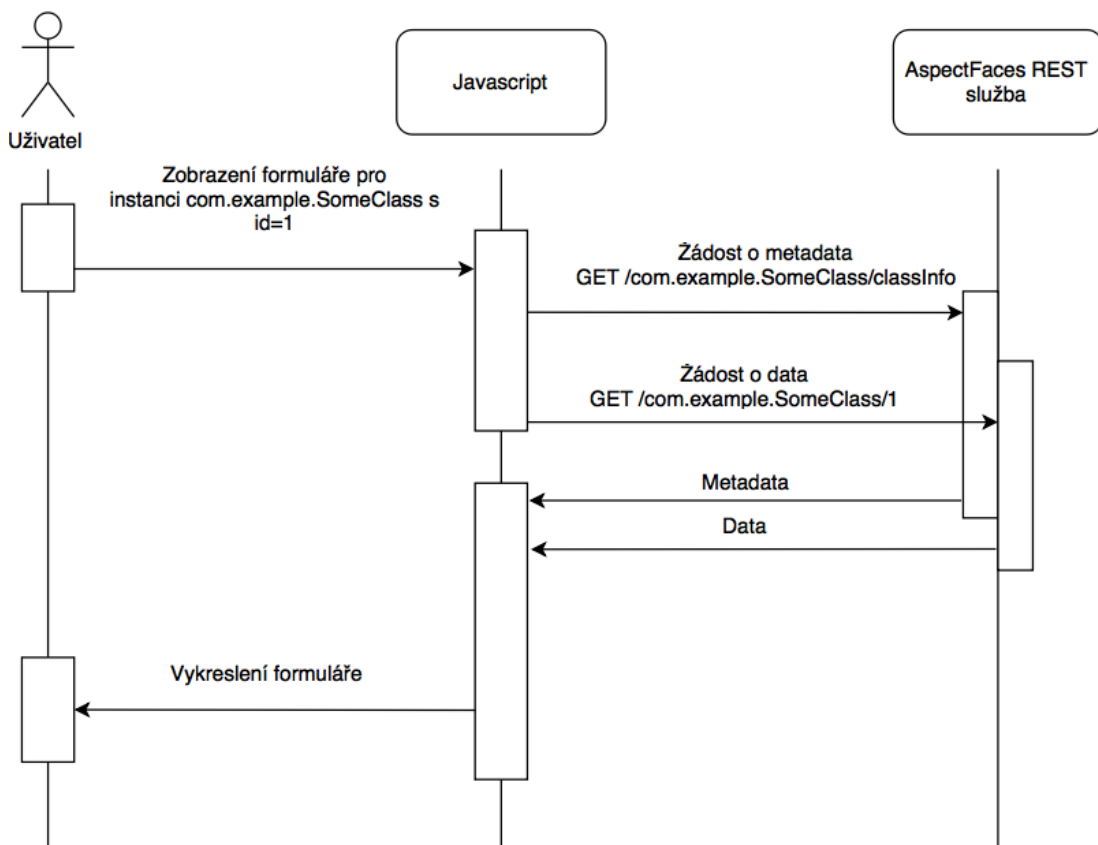 Uživatel
Javascript
AspectFaces REST
služba
Zobrazení formuláře pro
instanci com.example.SomeClass s
id=1
Žádost o metadata
GET /com.example.SomeClass/classInfo
Žádost o data
GET /com.example.SomeClass/1
Metadata
Data
Vykreslení formuláře